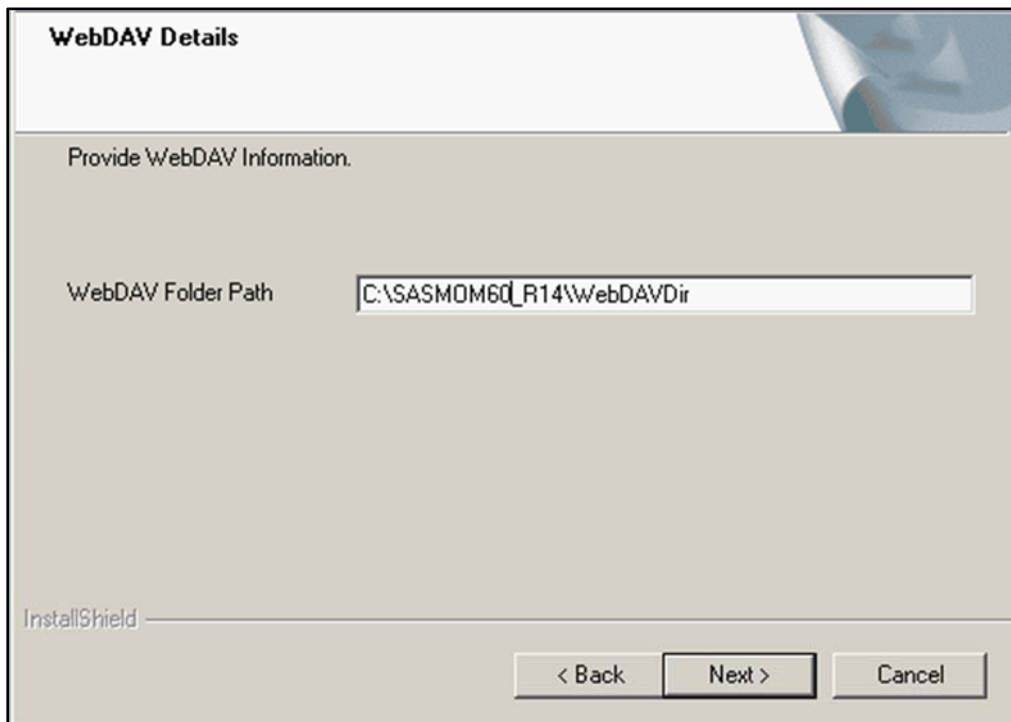 WebDAV Details
Provide WebDAV Information.
WebDAV Folder Path C:\SASMOM60_R14\WebDAVDir
InstallShield
< Back Next > Cancel